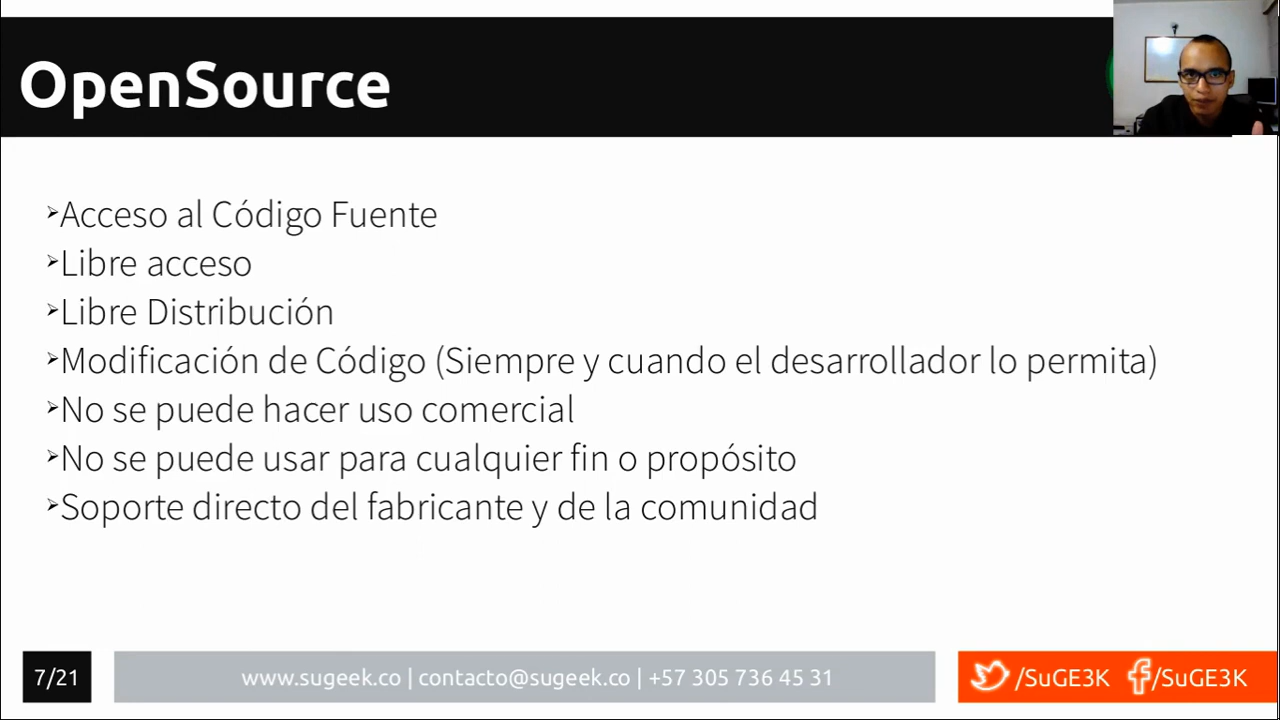 OpenSource
➢Acceso al Código Fuente
➢Libre acceso
➢Libre Distribución
➢Modificación de Código (Siempre y cuando el desarrollador lo permita)
➢No se puede hacer uso comercial
➢No se puede usar para cualquier fin o propósito
➢Soporte directo del fabricante y de la comunidad
7/21
www.sugeek.co | contacto@sugeek.co | +57 305 736 45 31
/SuGE3K
/SuGE3K